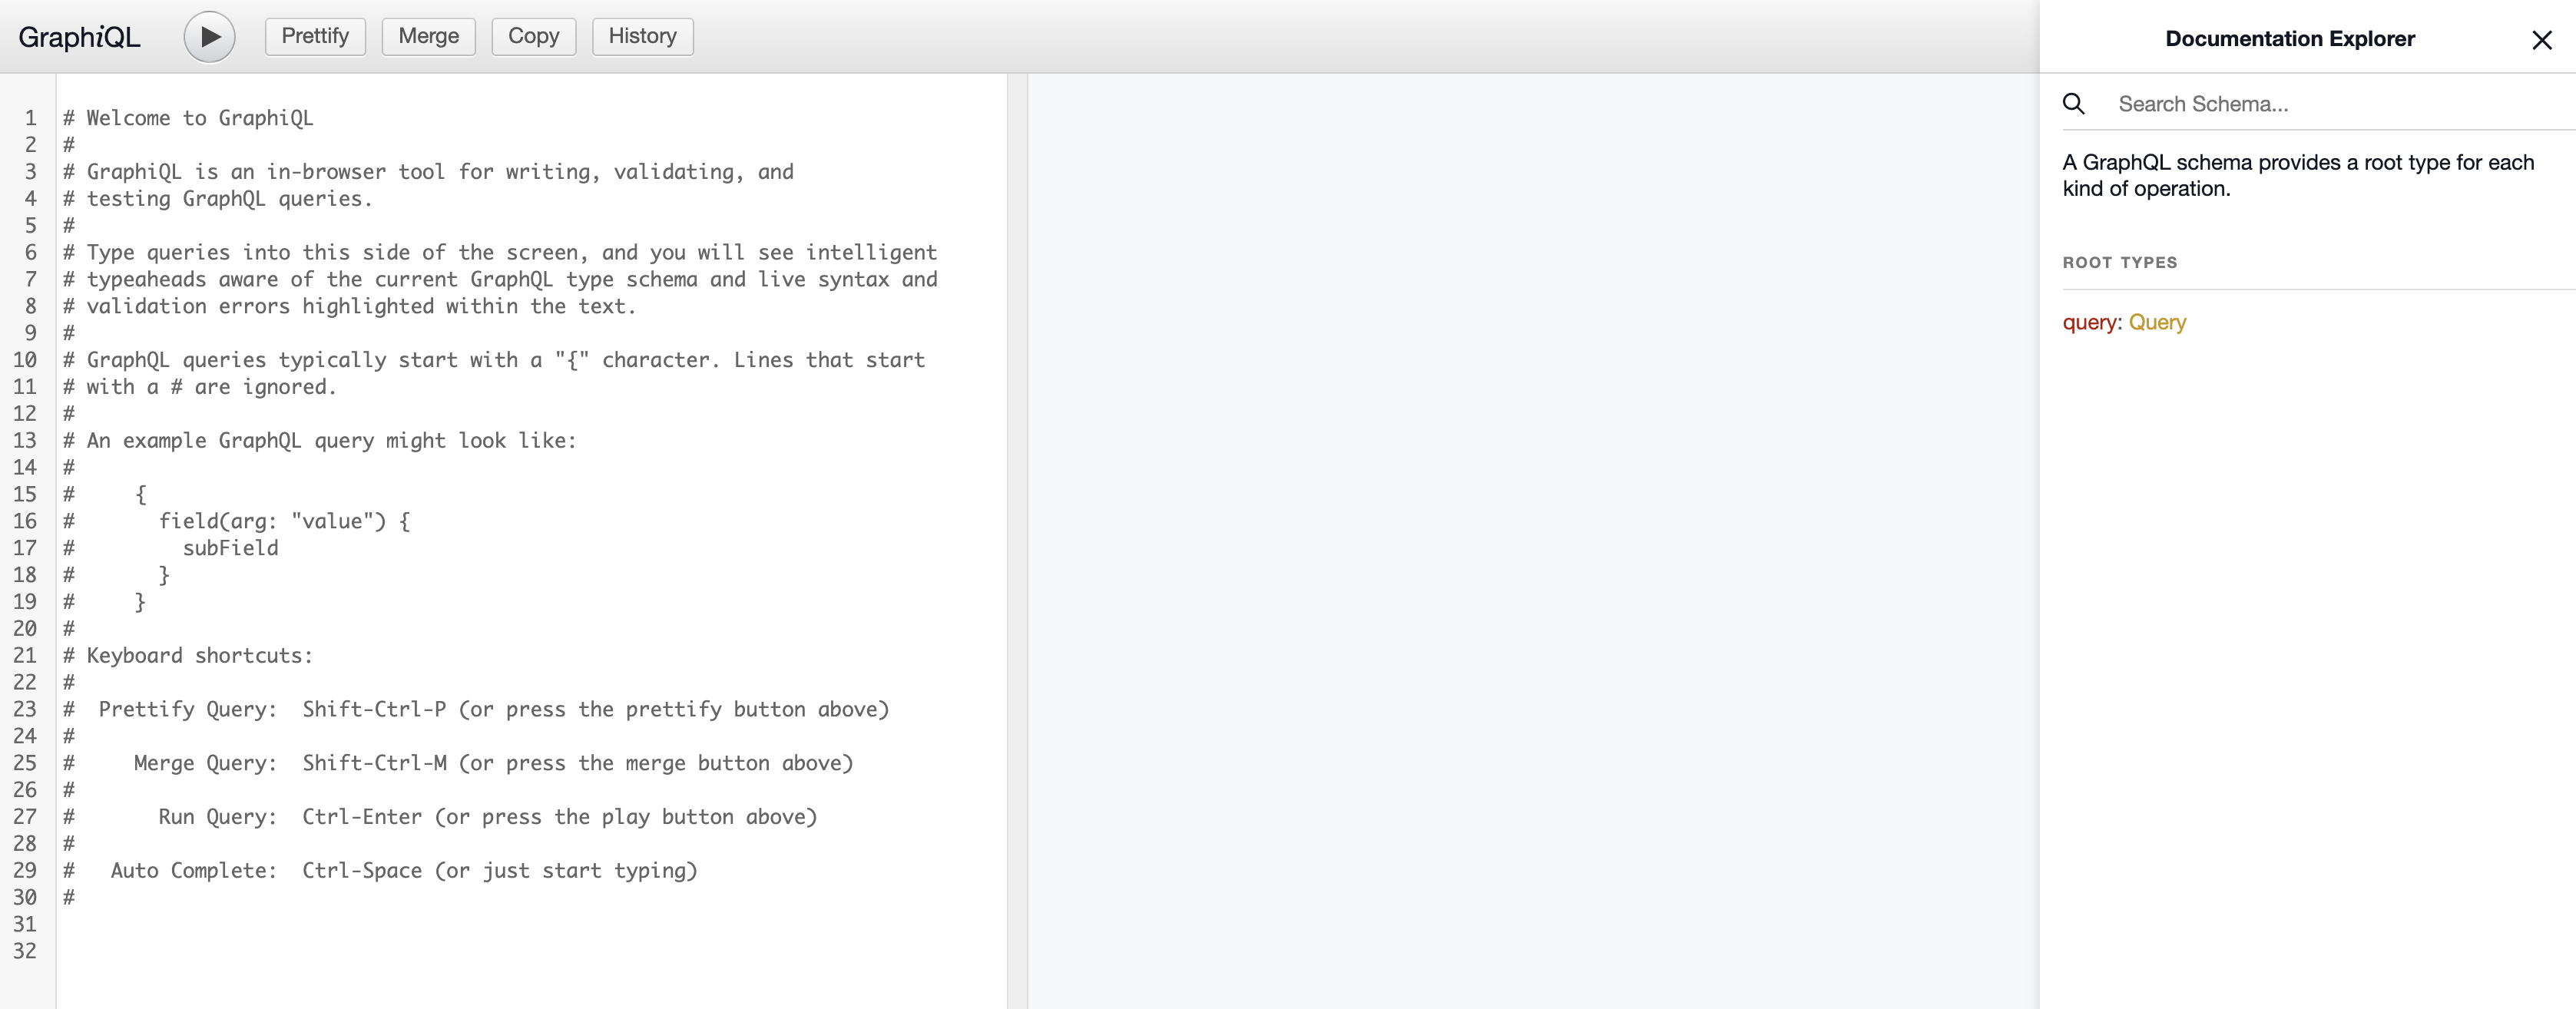 GraphiQL
Prettify
Merge
Copy
History
1 # Welcome to GraphiQL
2 #
3 # GraphiQL is an in-browser tool for writing, validating, and
4 # testing GraphQL queries.
5 #
6 # Type queries into this side of the screen, and you will see intelligent
7 # typeaheads aware of the current GraphQL type schema and live syntax and
8 # validation errors highlighted within the text.
9 #
10 # GraphQL queries typically start with a "{" character. Lines that start
11 # with a # are ignored.
12 #
13 # An example GraphQL query might look like:
14 #
15 #     {
16 #       field(arg: "value") {
17 #         subField
18 #       }
19 #     }
20 #
21 # Keyboard shortcuts:
22 #
23 #  Prettify Query:  Shift-Ctrl-P (or press the prettify button above)
24 #
25 #     Merge Query:  Shift-Ctrl-M (or press the merge button above)
26 #
27 #       Run Query:  Ctrl-Enter (or press the play button above)
28 #
29 #   Auto Complete:  Ctrl-Space (or just start typing)
30 #
31
32
Documentation Explorer
Search Schema...
A GraphQL schema provides a root type for each
kind of operation.
ROOT TYPES
query: Query